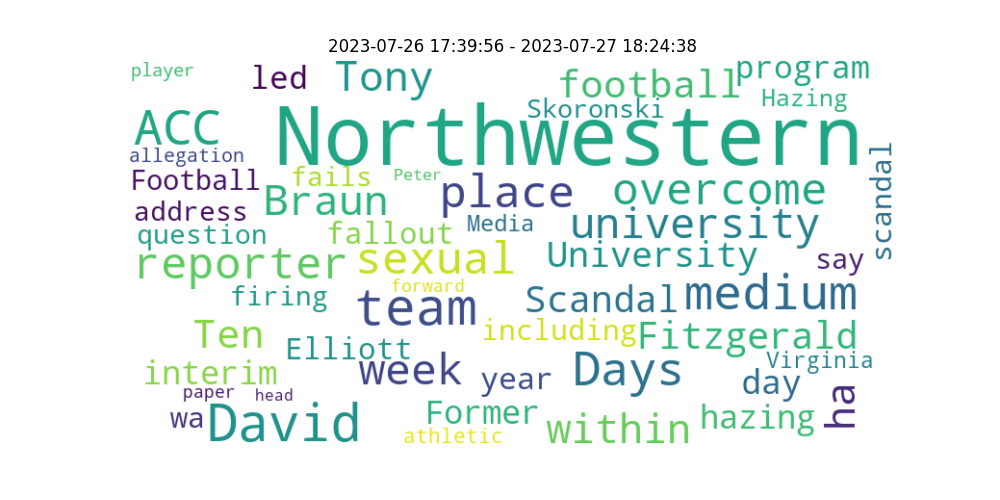 2023-07-26 17:39:56 - 2023-07-27 18:24:38
player
led
Tony
football
program
Skoronski
Hazing
ACC
Northwestern
allegation
scandal
Football
fails
Peter
place
overcome
address
Braun
Media
university
question
fallout
reporter
sexual
University
say
firing
forward
team
Scandal
medium
Ten
including
Fitzgerald
Elliott
interim
week
year
Days
Virginia
day
paper
head
ha
wa
David
Former
athletic
within
hazing